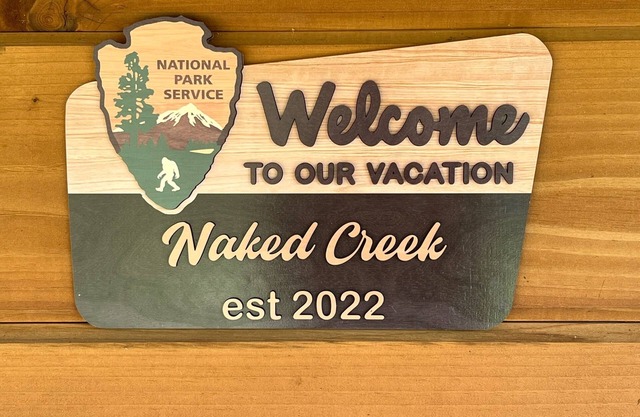 NATIONAL
PARK
SERVICE
Welcome
TO OUR VACATION
Naked Creek
est 2022